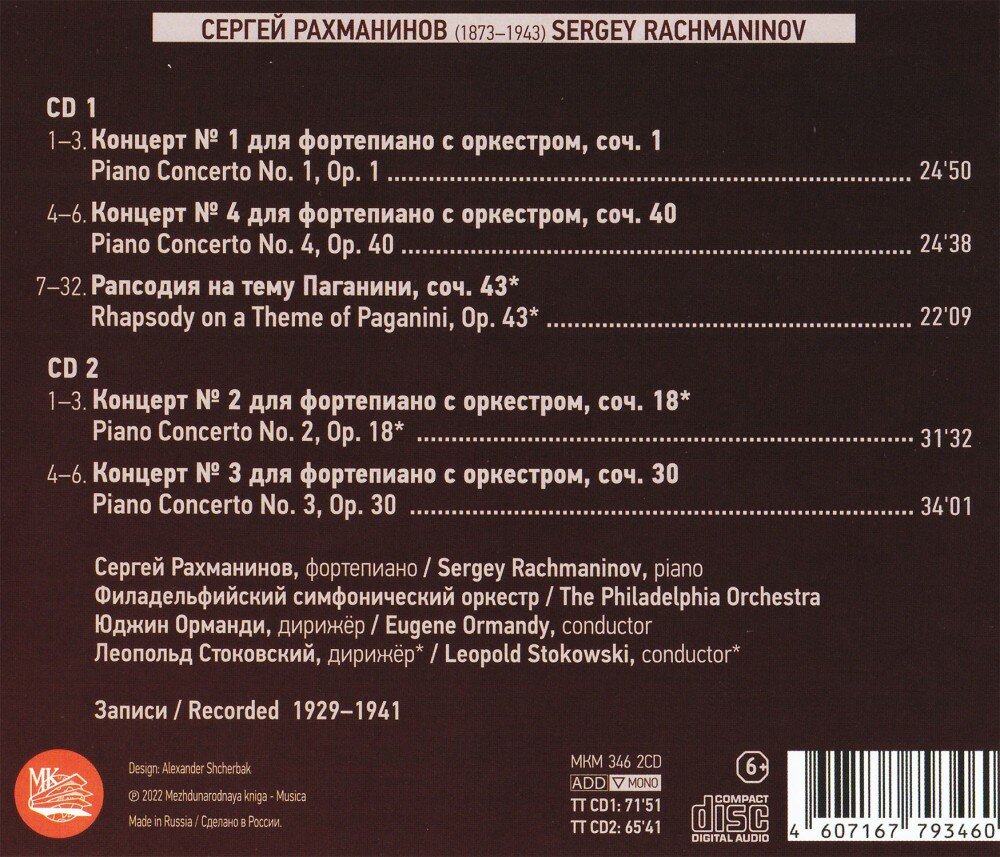 СЕРГЕЙ РАХМАНИНОВ (1873–1943) SERGEY RACHMANINOV
CD 1
1–3. Концерт № 1 для фортепиано с оркестром, соч. 1
Piano Concerto No. 1, Op. 1 ........ 24'50
4–6. Концерт № 4 для фортепиано с оркестром, соч. 40
Piano Concerto No. 4, Op. 40 ........ 24'38
7–32. Рапсодия на тему Паганини, соч. 43*
Rhapsody on a Theme of Paganini, Op. 43* ........ 22'09
CD 2
1–3. Концерт № 2 для фортепиано с оркестром, соч. 18*
Piano Concerto No. 2, Op. 18* ........ 31'32
4–6. Концерт № 3 для фортепиано с оркестром, соч. 30
Piano Concerto No. 3, Op. 30 ........ 34'01
Сергей Рахманинов, фортепиано / Sergey Rachmaninov, piano
Филадельфийский симфонический оркестр / The Philadelphia Orchestra
Юджин Орманди, дирижёр / Eugene Ormandy, conductor
Леопольд Стоковский, дирижёр* / Leopold Stokowski, conductor*
Записи / Recorded 1929–1941
МК
Design: Alexander Shcherbak
℗ 2022 Mezhdunarodnaya kniga - Musica
Made in Russia / Сделано в России.
MKM 346 2CD
ADD MONO
TT CD1: 71'51
TT CD2: 65'41
6+
COMPACT
disc
DIGITAL AUDIO
4 607167 793460